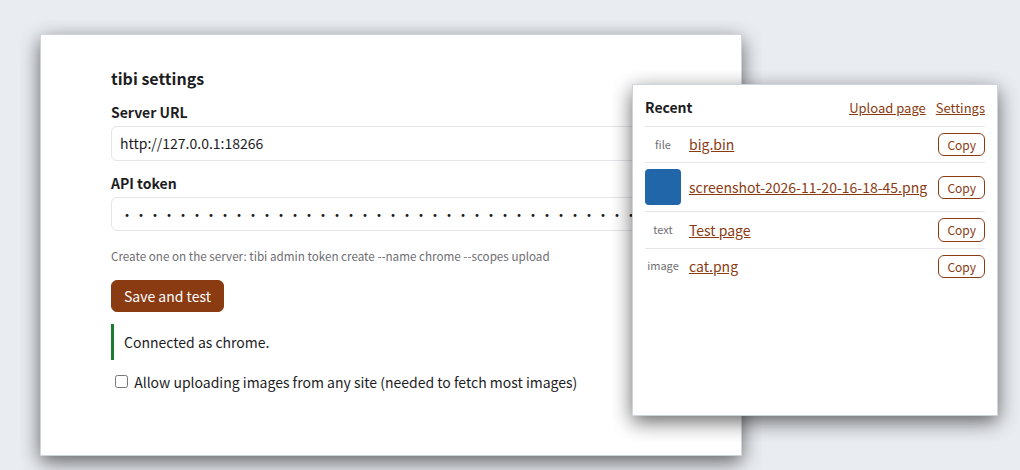 tibi settings
Server URL
http://127.0.0.1:18266
API token
Create one on the server: tibi admin token create --name chrome --scopes upload
Save and test
Connected as chrome.
Allow uploading images from any site (needed to fetch most images)
Recent Upload page Settings
file big.bin Copy
screenshot-2026-11-20-16-18-45.png Copy
text Test page Copy
image cat.png Copy